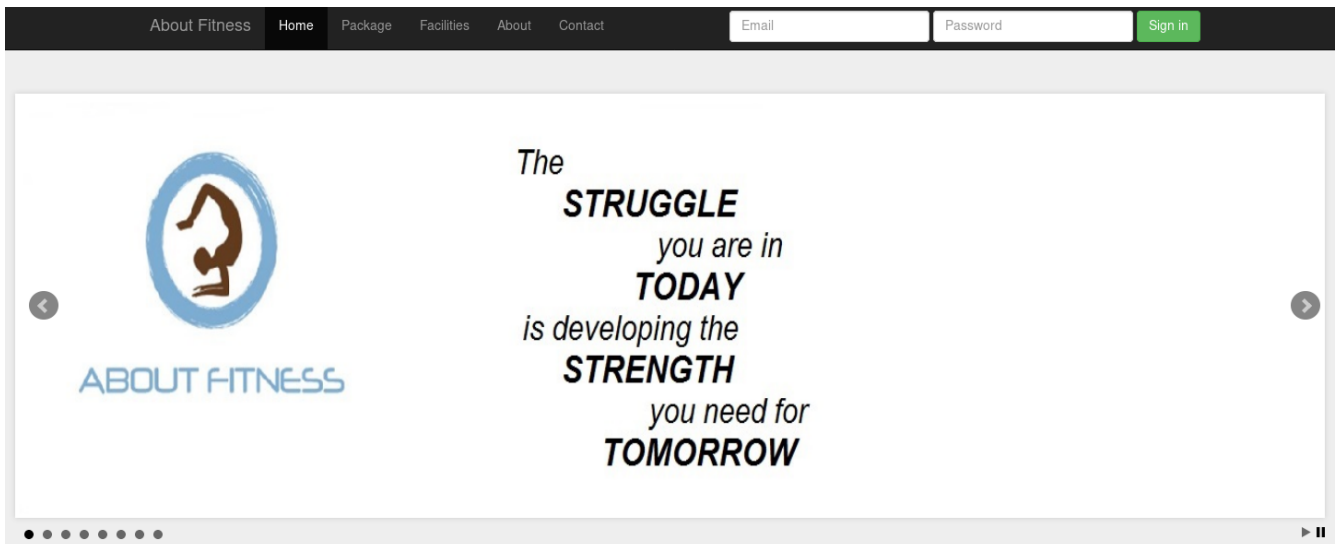 About Fitness Home Package Facilities About Contact Email Password Sign in
The
STRUGGLE
you are in
TODAY
is developing the
STRENGTH
you need for
TOMORROW
ABOUT FITNESS